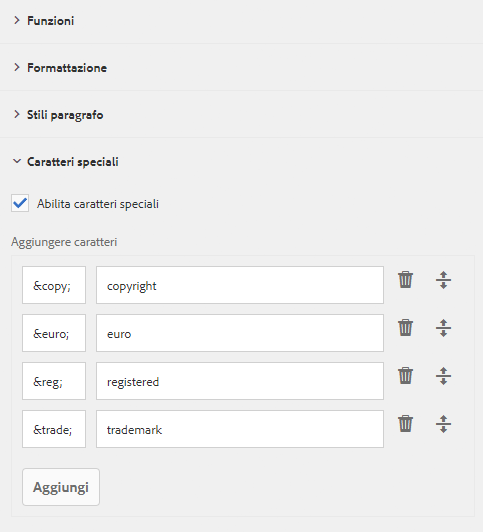 Funzioni
Formattazione
Stili paragrafo
Caratteri speciali
Abilita caratteri speciali
Aggiungere caratteri
&copy; copyright
&euro; euro
&reg; registered
&trade; trademark
Aggiungi